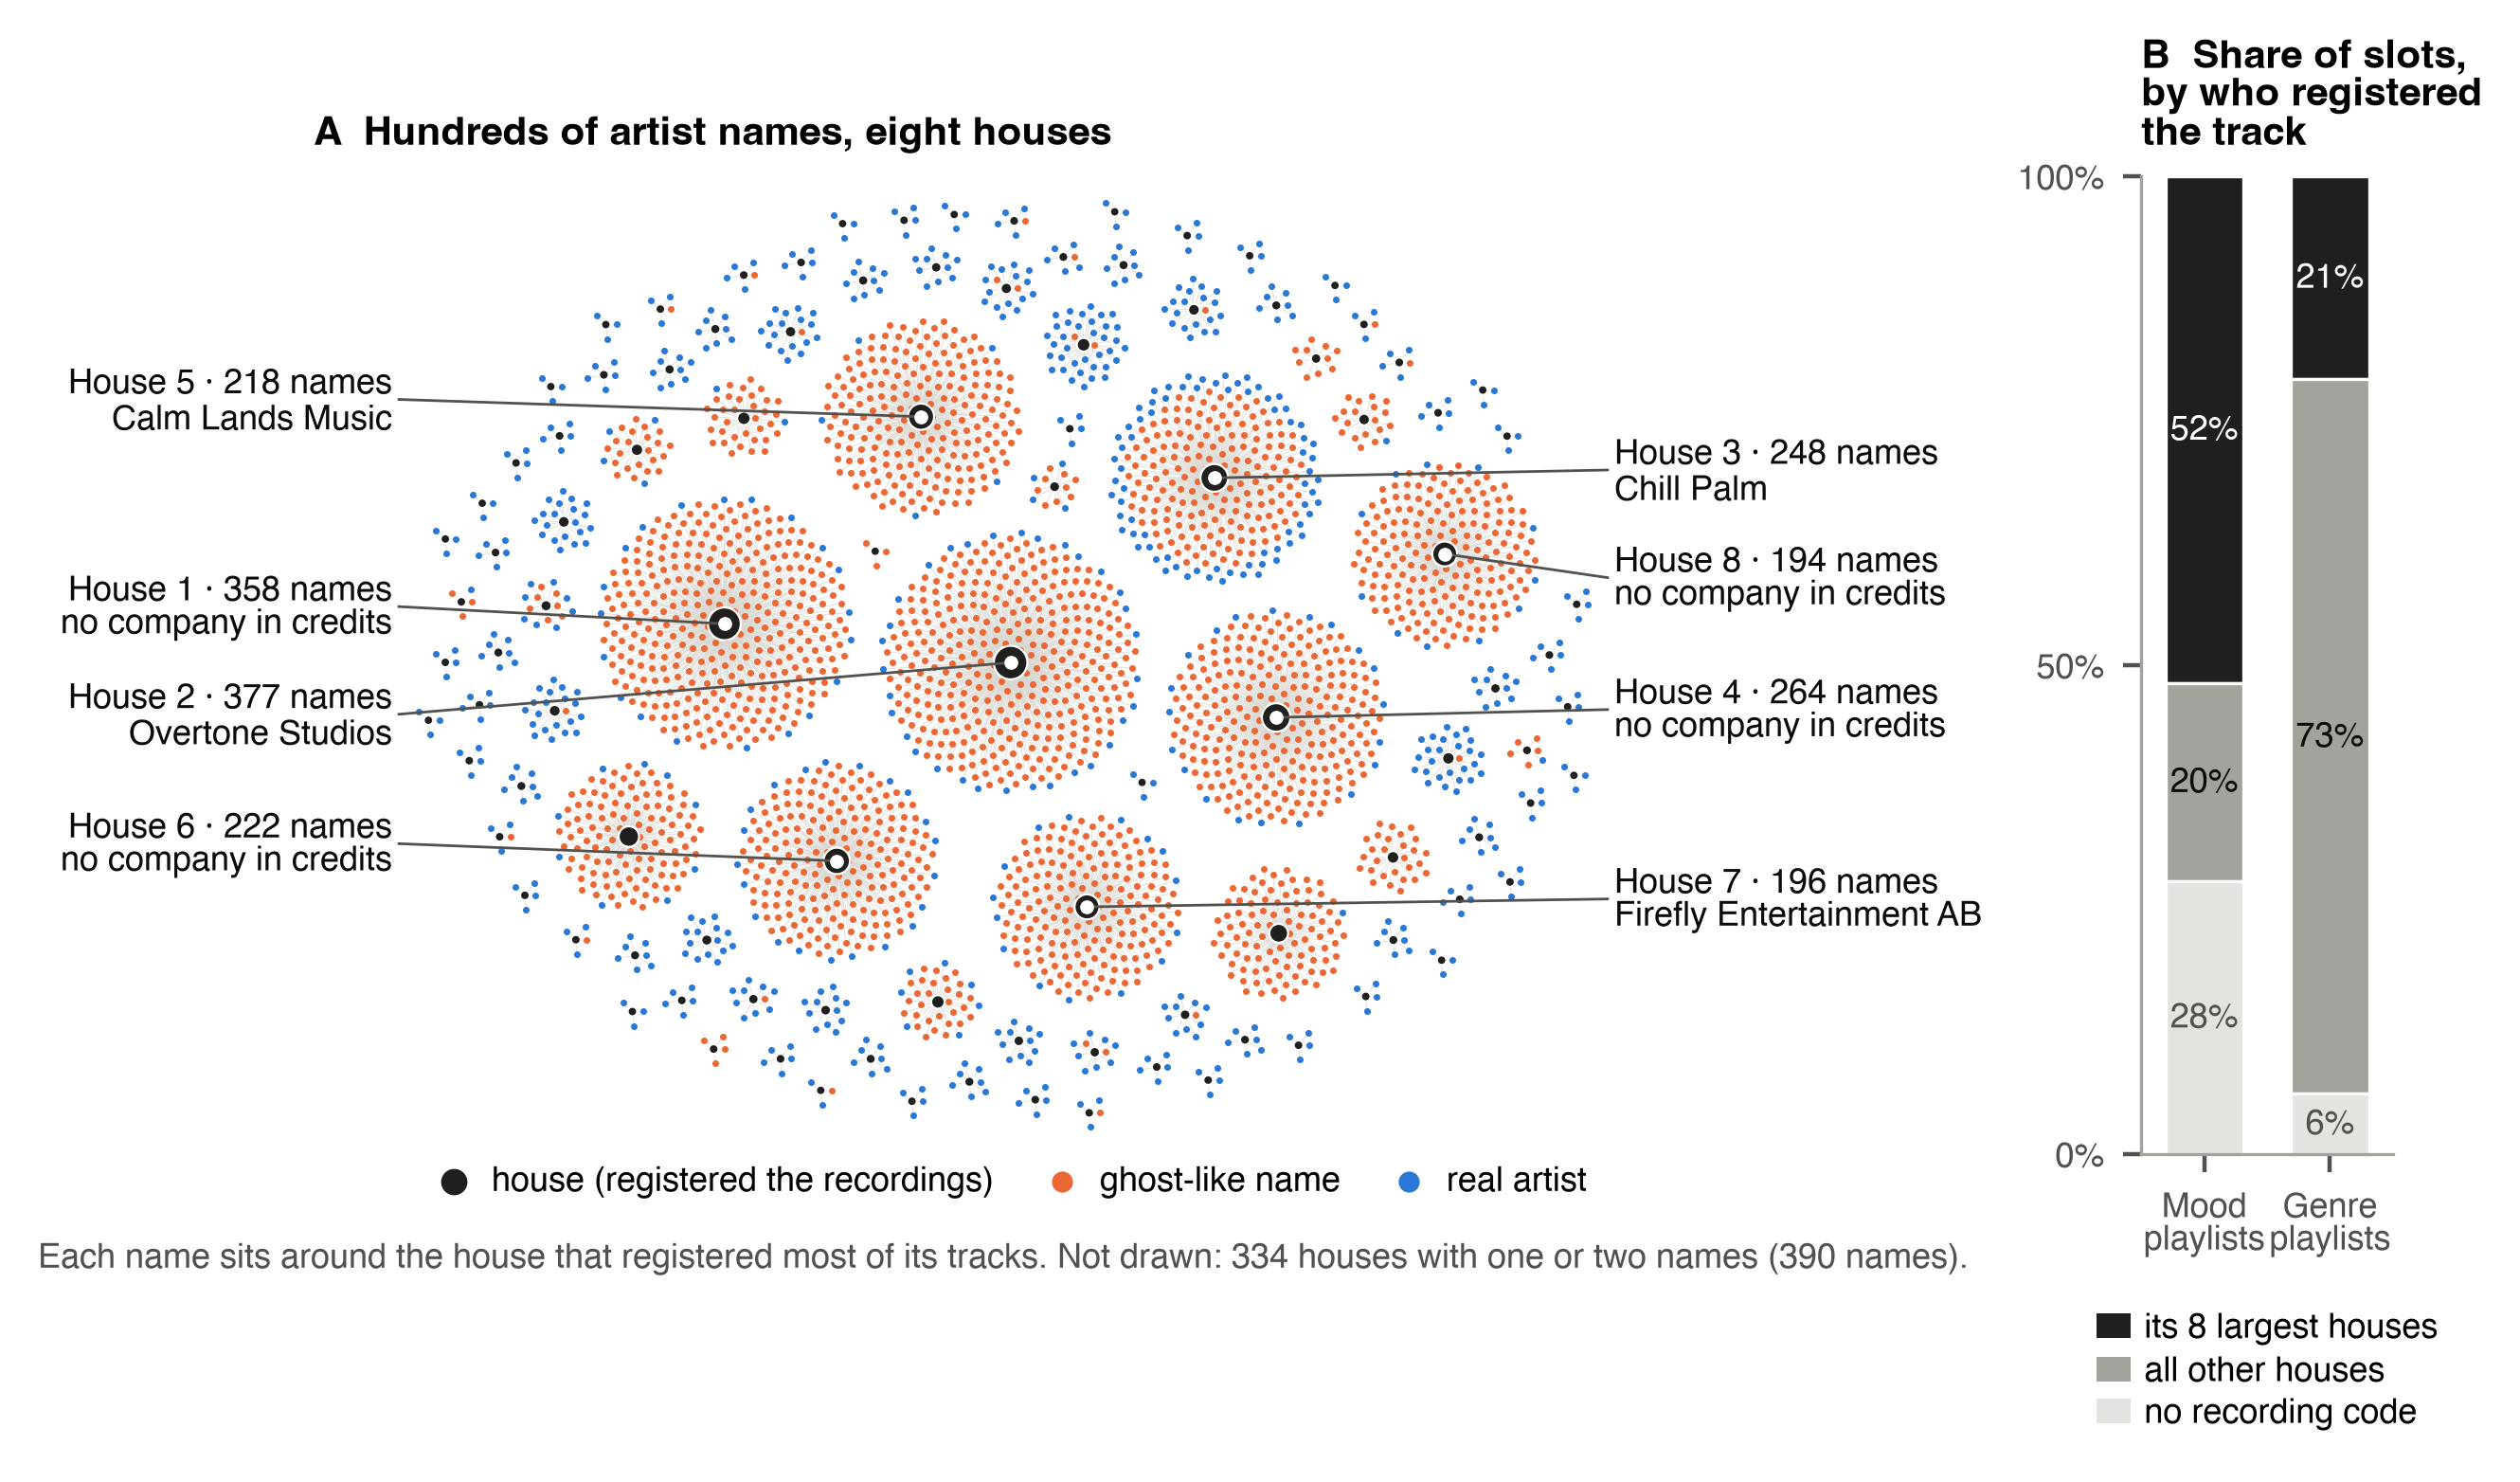 A Hundreds of artist names, eight houses
House 5 · 218 names
Calm Lands Music
House 1 · 358 names
no company in credits
House 2 · 377 names
Overtone Studios
House 6 · 222 names
no company in credits
House 3 · 248 names
Chill Palm
House 8 · 194 names
no company in credits
House 4 · 264 names
no company in credits
House 7 · 196 names
Firefly Entertainment AB
house (registered the recordings)
ghost-like name
real artist
Each name sits around the house that registered most of its tracks. Not drawn: 334 houses with one or two names (390 names).
B Share of slots,
by who registered
the track
100%
50%
0%
52%
20%
28%
21%
73%
6%
Mood
playlists
Genre
playlists
its 8 largest houses
all other houses
no recording code